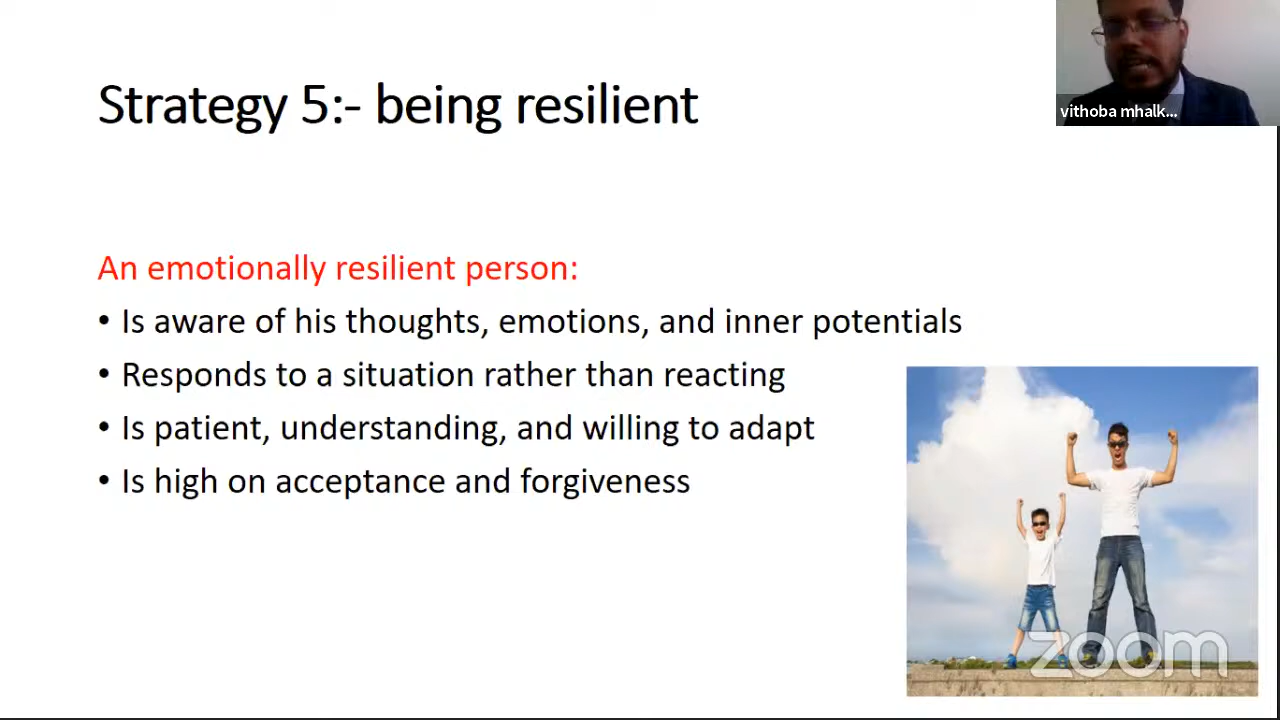 Strategy 5:- being resilient
vithoba mhalk...
An emotionally resilient person:
• Is aware of his thoughts, emotions, and inner potentials
• Responds to a situation rather than reacting
• Is patient, understanding, and willing to adapt
• Is high on acceptance and forgiveness
zoom